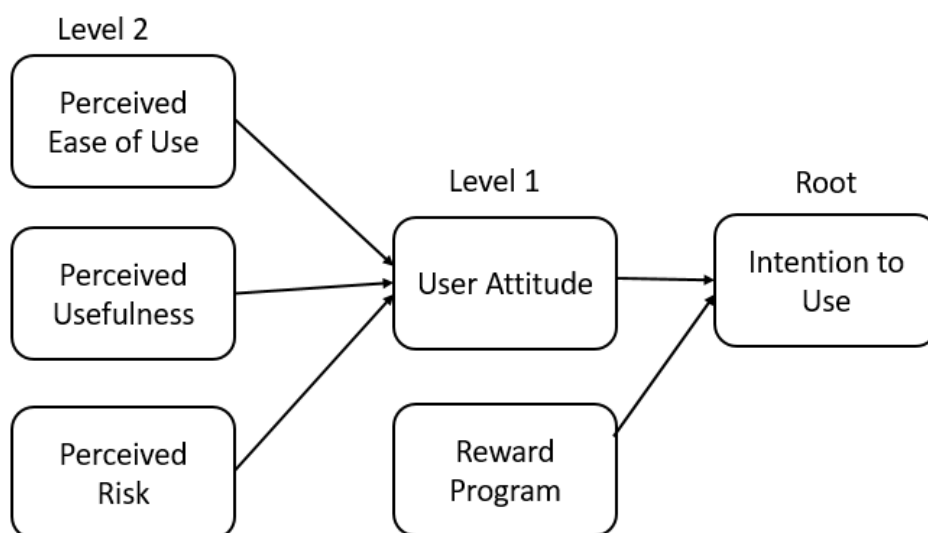 Level 2
Perceived
Ease of Use
Perceived
Usefulness
Perceived
Risk
Level 1
User Attitude
Reward
Program
Root
Intention to
Use